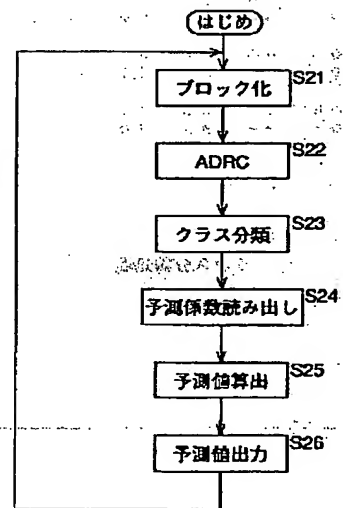 はじめ
ブロック化 S21
ADRC S22
クラス分類 S23
予測係数読み出し S24
予測値算出 S25
予測値出力 S26